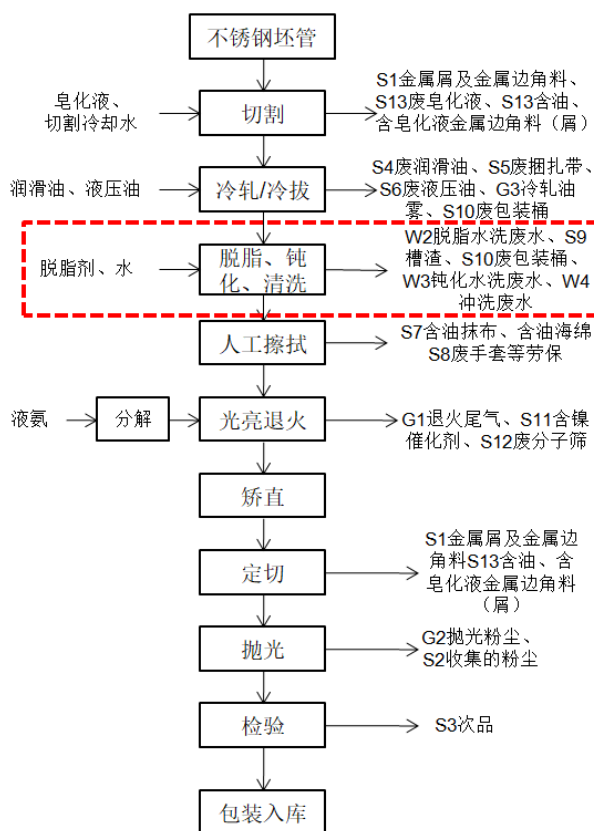 不锈钢坯管
皂化液、
切割冷却水
切割
S1金属屑及金属边角料、
S13废皂化液、S13含油、
含皂化液金属边角料（屑）
润滑油、液压油
冷轧/冷拔
S4废润滑油、S5废捆扎带、
S6废液压油、G3冷轧油
雾、S10废包装桶
脱脂剂、水
脱脂、钝
化、清洗
W2脱脂水洗废水、S9
槽渣、S10废包装桶、
W3钝化水洗废水、W4
冲洗废水
人工擦拭
S7含油抹布、含油海绵
S8废手套等劳保
液氨
分解
光亮退火
G1退火尾气、S11含镍
催化剂、S12废分子筛
矫直
定切
S1金属屑及金属边
角料S13含油、含
皂化液金属边角料
（屑）
抛光
G2抛光粉尘、
S2收集的粉尘
检验
S3次品
包装入库